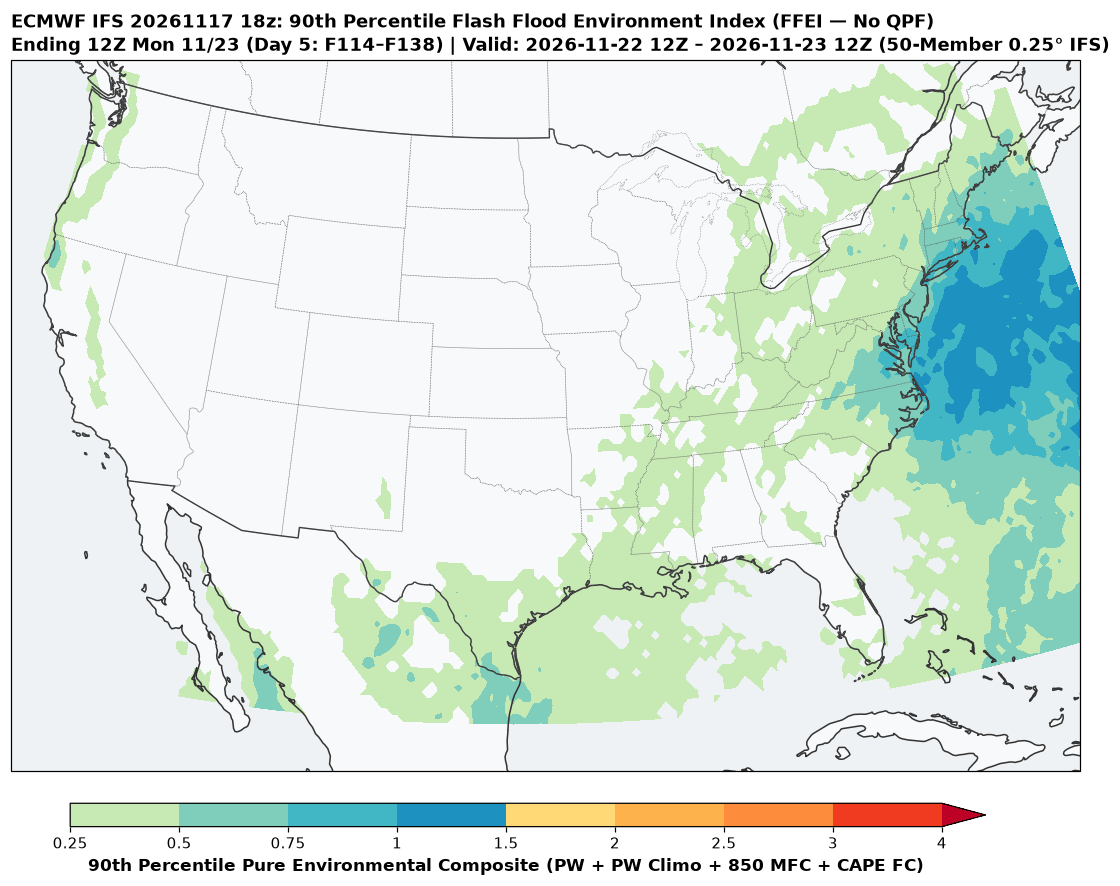 ECMWF IFS 20261117 18z: 90th Percentile Flash Flood Environment Index (FFEI — No QPF)
Ending 12Z Mon 11/23 (Day 5: F114–F138) | Valid: 2026-11-22 12Z – 2026-11-23 12Z (50-Member 0.25° IFS)
0.25 0.5 0.75 1 1.5 2 2.5 3 4
90th Percentile Pure Environmental Composite (PW + PW Climo + 850 MFC + CAPE FC)